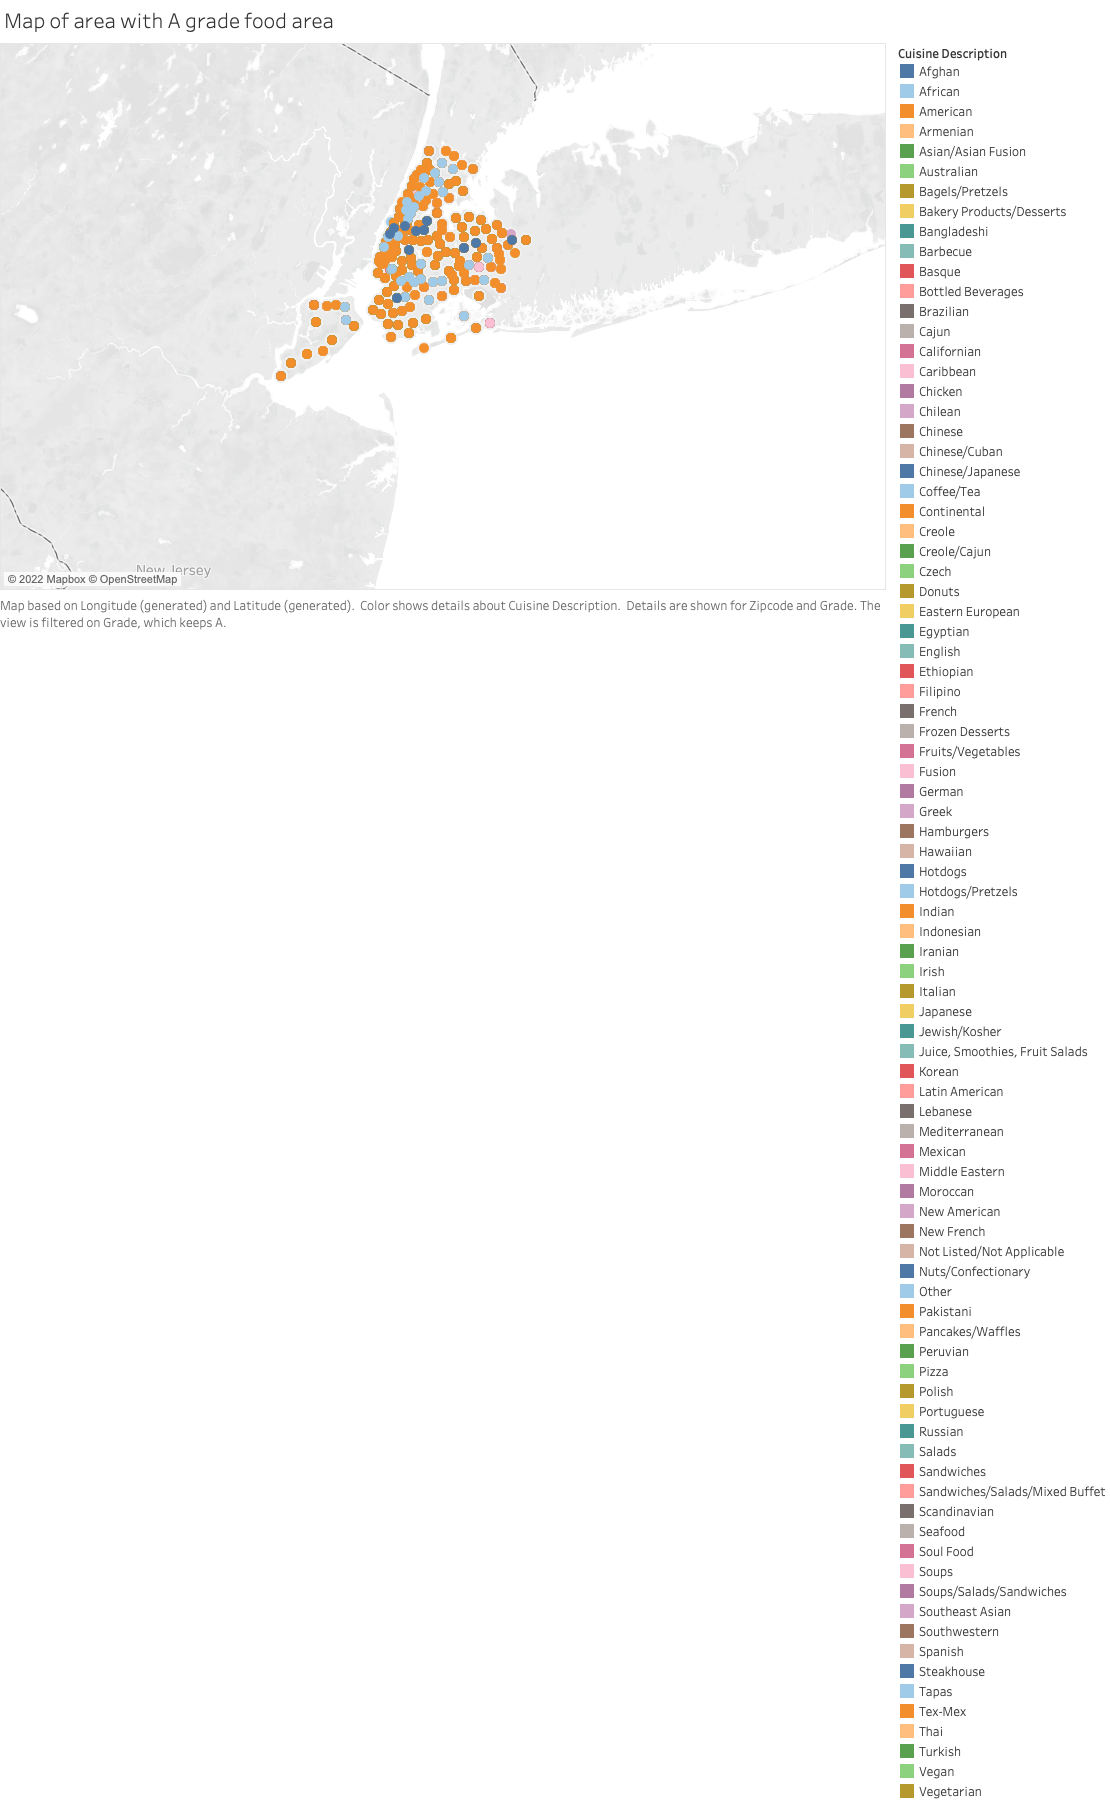 Map of area with A grade food area
Cuisine Description
Afghan
African
American
Armenian
Asian/Asian Fusion
Australian
Bagels/Pretzels
Bakery Products/Desserts
Bangladeshi
Barbecue
Basque
Bottled Beverages
Brazilian
Cajun
Californian
Caribbean
Chicken
Chilean
Chinese
Chinese/Cuban
Chinese/Japanese
Coffee/Tea
Continental
Creole
Creole/Cajun
Czech
Donuts
Eastern European
Egyptian
English
Ethiopian
Filipino
French
Frozen Desserts
Fruits/Vegetables
Fusion
German
Greek
Hamburgers
Hawaiian
Hotdogs
Hotdogs/Pretzels
Indian
Indonesian
Iranian
Irish
Italian
Japanese
Jewish/Kosher
Juice, Smoothies, Fruit Salads
Korean
Latin American
Lebanese
Mediterranean
Mexican
Middle Eastern
Moroccan
New American
New French
Not Listed/Not Applicable
Nuts/Confectionary
Other
Pakistani
Pancakes/Waffles
Peruvian
Pizza
Polish
Portuguese
Russian
Salads
Sandwiches
Sandwiches/Salads/Mixed Buffet
Scandinavian
Seafood
Soul Food
Soups
Soups/Salads/Sandwiches
Southeast Asian
Southwestern
Spanish
Steakhouse
Tapas
Tex-Mex
Thai
Turkish
Vegan
Vegetarian
New Jersey
© 2022 Mapbox © OpenStreetMap
Map based on Longitude (generated) and Latitude (generated).  Color shows details about Cuisine Description.  Details are shown for Zipcode and Grade. The
view is filtered on Grade, which keeps A.